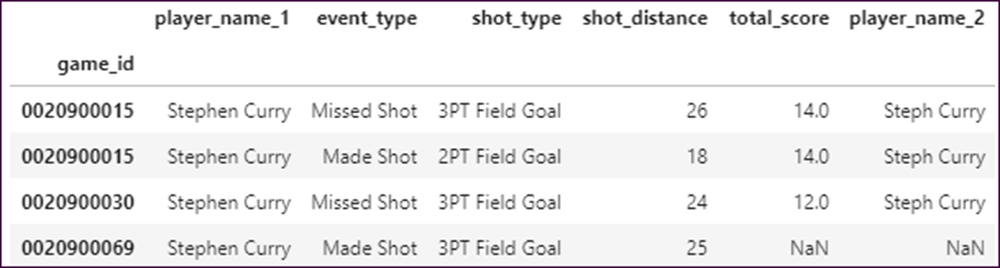 player_name_1 event_type shot_type shot_distance total_score player_name_2
game_id
0020900015 Stephen Curry Missed Shot 3PT Field Goal 26 14.0 Steph Curry
0020900015 Stephen Curry Made Shot 2PT Field Goal 18 14.0 Steph Curry
0020900030 Stephen Curry Missed Shot 3PT Field Goal 24 12.0 Steph Curry
0020900069 Stephen Curry Made Shot 3PT Field Goal 25 NaN NaN